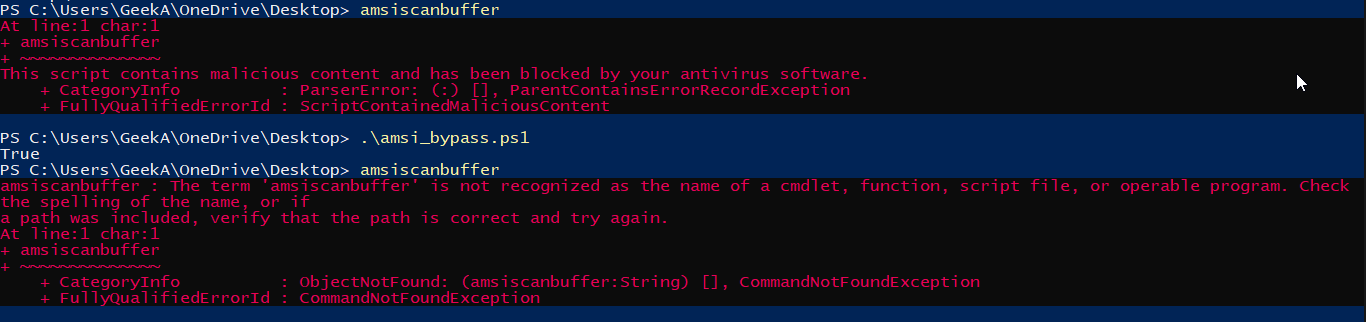 PS C:\Users\GeekA\OneDrive\Desktop> amsiscanbuffer
At line:1 char:1
+ amsiscanbuffer
+ ~~~~~~~~~~~~~~
This script contains malicious content and has been blocked by your antivirus software.
    + CategoryInfo          : ParserError: (:) [], ParentContainsErrorRecordException
    + FullyQualifiedErrorId : ScriptContainedMaliciousContent

PS C:\Users\GeekA\OneDrive\Desktop> .\amsi_bypass.ps1
True
PS C:\Users\GeekA\OneDrive\Desktop> amsiscanbuffer
amsiscanbuffer : The term 'amsiscanbuffer' is not recognized as the name of a cmdlet, function, script file, or operable program. Check
the spelling of the name, or if
a path was included, verify that the path is correct and try again.
At line:1 char:1
+ amsiscanbuffer
+ ~~~~~~~~~~~~~~
    + CategoryInfo          : ObjectNotFound: (amsiscanbuffer:String) [], CommandNotFoundException
    + FullyQualifiedErrorId : CommandNotFoundException